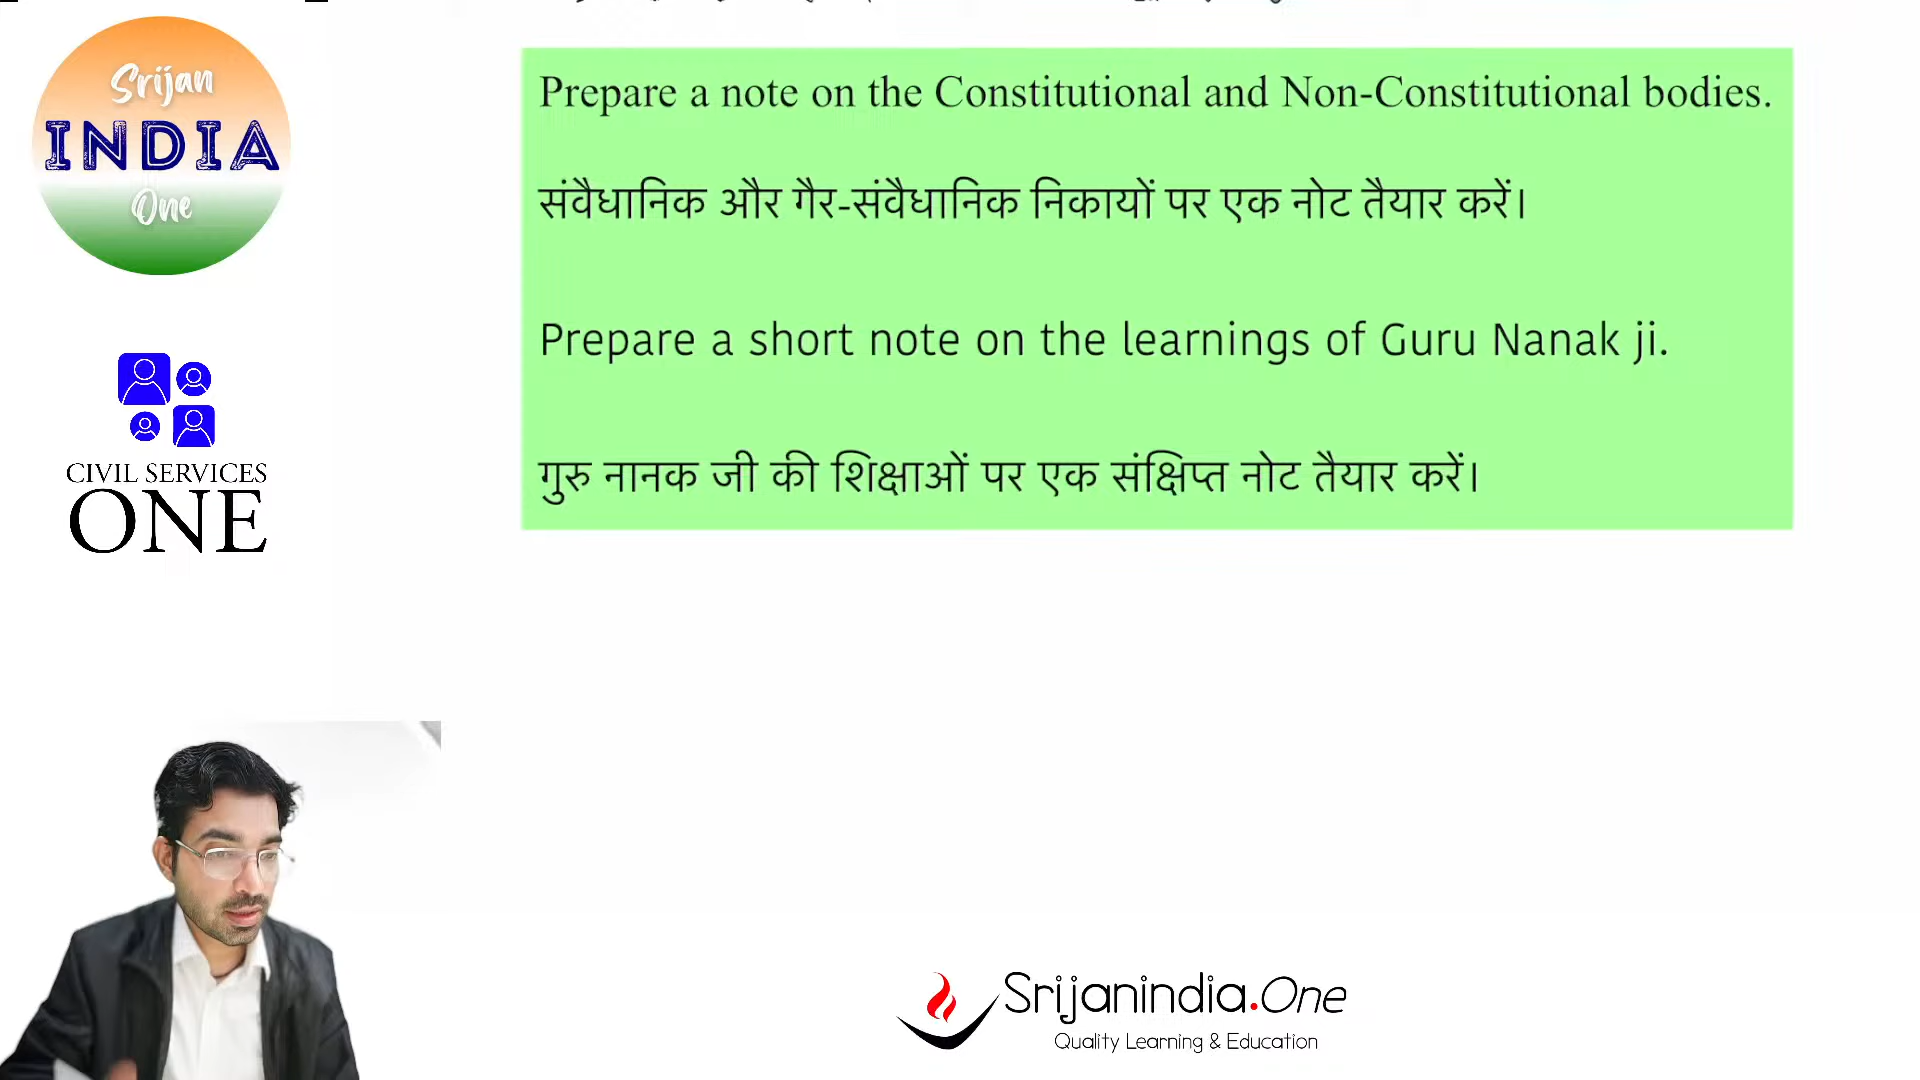 Srijan
INDIA
One
CIVIL SERVICES
ONE
Prepare a note on the Constitutional and Non-Constitutional bodies.
संवैधानिक और गैर-संवैधानिक निकायों पर एक नोट तैयार करें।
Prepare a short note on the learnings of Guru Nanak ji.
गुरु नानक जी की शिक्षाओं पर एक संक्षिप्त नोट तैयार करें।
Srijanindia.One
Quality Learning & Education